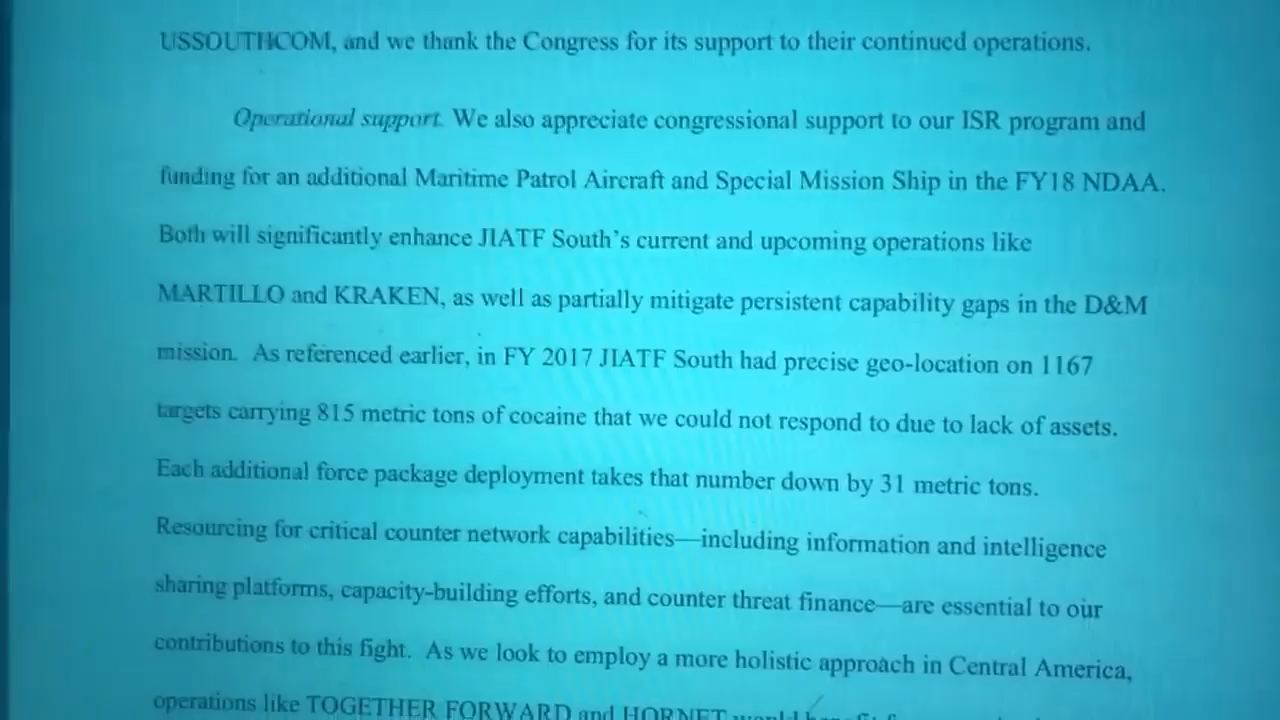 USSOUTHCOM, and we thank the Congress for its support to their continued operations.
Operational support. We also appreciate congressional support to our ISR program and
funding for an additional Maritime Patrol Aircraft and Special Mission Ship in the FY18 NDAA.
Both will significantly enhance JIATF South's current and upcoming operations like
MARTILLO and KRAKEN, as well as partially mitigate persistent capability gaps in the D&M
mission. As referenced earlier, in FY 2017 JIATF South had precise geo-location on 1167
targets carrying 815 metric tons of cocaine that we could not respond to due to lack of assets.
Each additional force package deployment takes that number down by 31 metric tons.
Resourcing for critical counter network capabilities—including information and intelligence
sharing platforms, capacity-building efforts, and counter threat finance—are essential to our
contributions to this fight. As we look to employ a more holistic approach in Central America,
operations like TOGETHER FORWARD and HORNET would